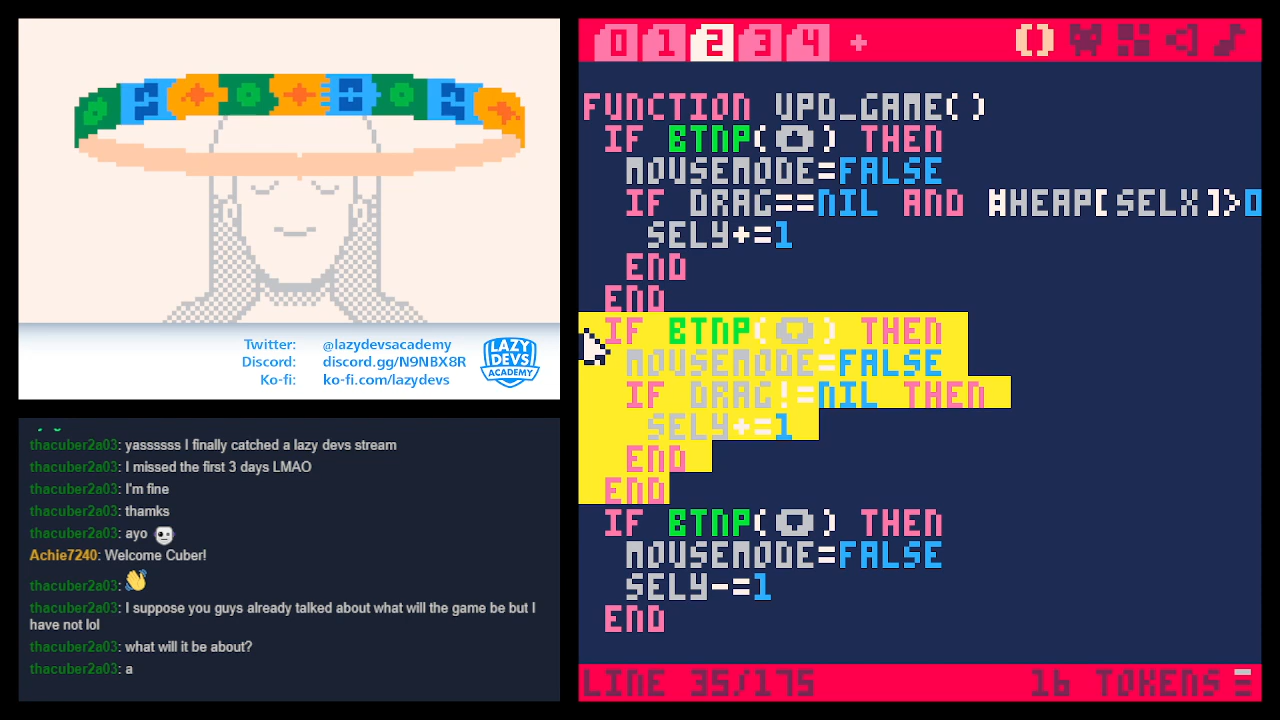 Twitter: @lazydevsacademy
Discord: discord.gg/N9NBX8R
Ko-fi: ko-fi.com/lazydevs
LAZY
DEVS
ACADEMY
thacuber2a03: yassssss I finally catched a lazy devs stream
thacuber2a03: I missed the first 3 days LMAO
thacuber2a03: I'm fine
thacuber2a03: thamks
thacuber2a03: ayo
Achie7240: Welcome Cuber!
thacuber2a03: 👋
thacuber2a03: I suppose you guys already talked about what will the game be but I
have not lol
thacuber2a03: what will it be about?
thacuber2a03: a
0 1 2 3 4 +
FUNCTION UPD_GAME()
IF BTNP(🅾️) THEN
MOUSEMODE=FALSE
IF DRAG==NIL AND #HEAP[SELX]>0
SELY+=1
END
END
IF BTNP(⬇️) THEN
MOUSEMODE=FALSE
IF DRAG!=NIL THEN
SELY+=1
END
END
IF BTNP(⬇️) THEN
MOUSEMODE=FALSE
SELY-=1
END
LINE 35/175
16 TOKENS